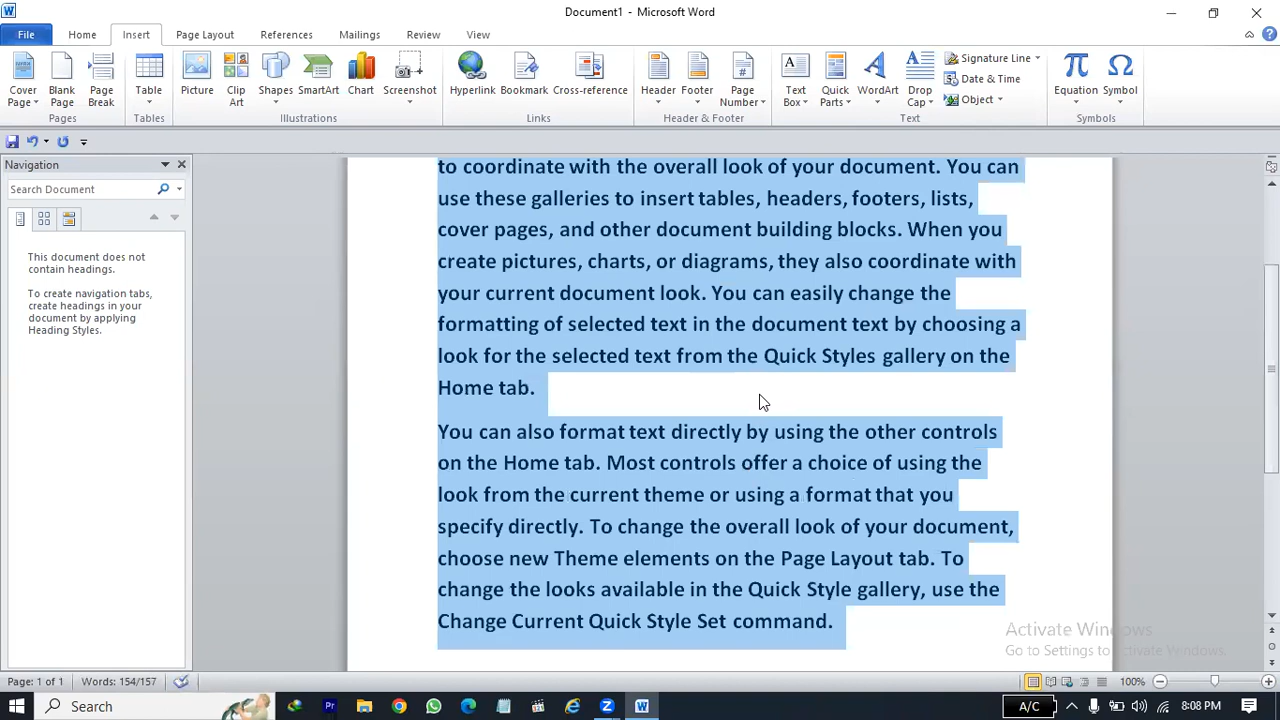 Document1 - Microsoft Word
File Home Insert Page Layout References Mailings Review View
Cover Page Blank Page Page Break Table Picture Clip Art Shapes SmartArt Chart Screenshot Hyperlink Bookmark Cross-reference Header Footer Page Number Text Box Quick Parts WordArt Drop Cap Signature Line Date & Time Object Equation Symbol
Pages Tables Illustrations Links Header & Footer Text Symbols
Navigation
Search Document
This document does not
contain headings.
To create navigation tabs,
create headings in your
document by applying
Heading Styles.
to coordinate with the overall look of your document. You can
use these galleries to insert tables, headers, footers, lists,
cover pages, and other document building blocks. When you
create pictures, charts, or diagrams, they also coordinate with
your current document look. You can easily change the
formatting of selected text in the document text by choosing a
look for the selected text from the Quick Styles gallery on the
Home tab.
You can also format text directly by using the other controls
on the Home tab. Most controls offer a choice of using the
look from the current theme or using a format that you
specify directly. To change the overall look of your document,
choose new Theme elements on the Page Layout tab. To
change the looks available in the Quick Style gallery, use the
Change Current Quick Style Set command.
Activate Windows
Go to Settings to activate Windows.
Page: 1 of 1 Words: 154/157 100%
Search A/C 8:08 PM